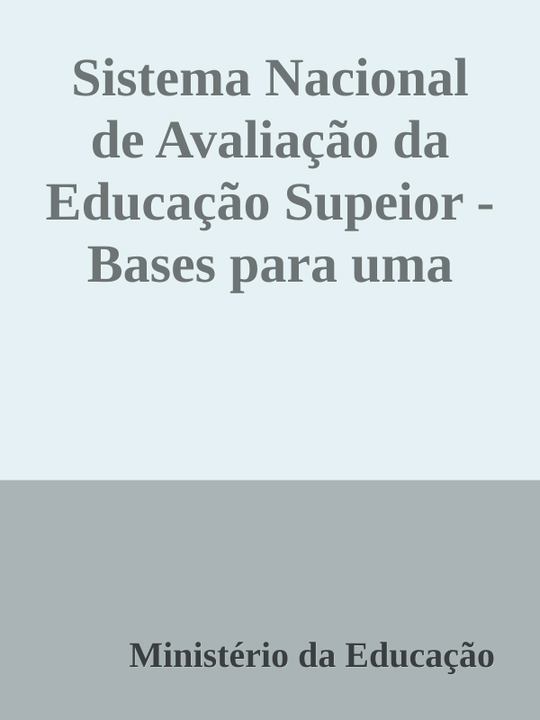 Sistema Nacional
de Avaliação da
Educação Supeior -
Bases para uma
Ministério da Educação